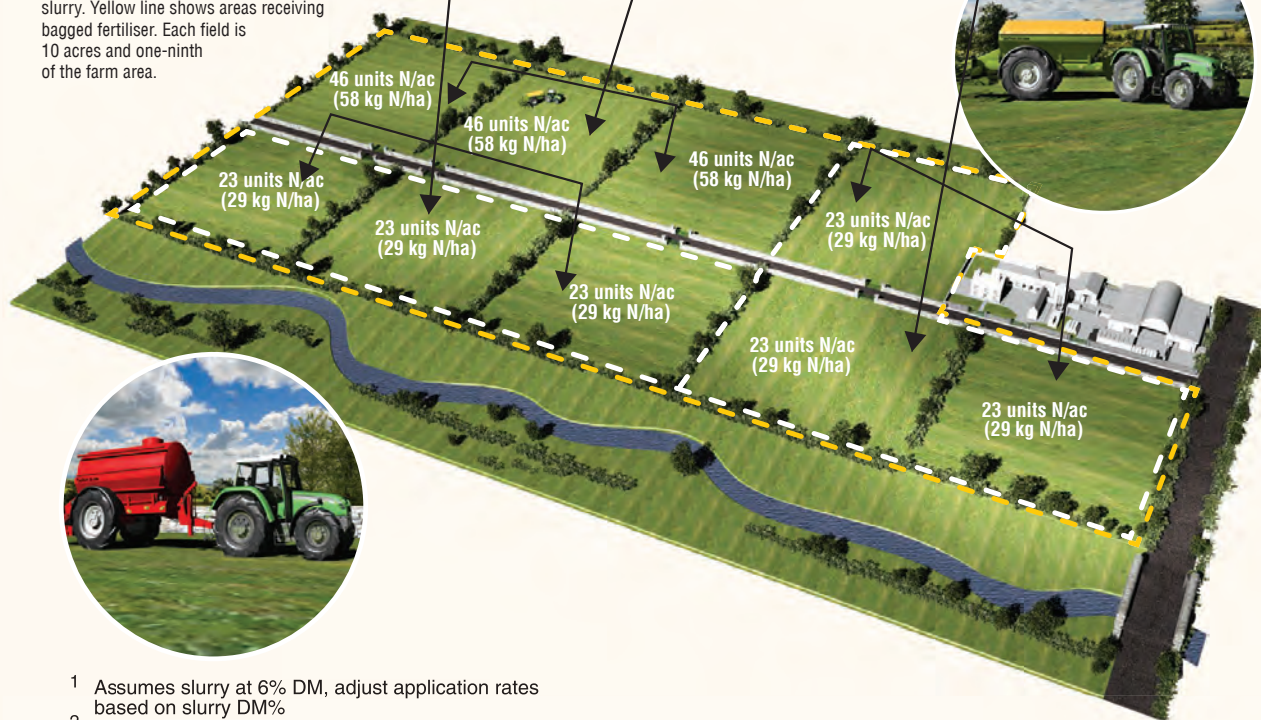 slurry. Yellow line shows areas receiving
bagged fertiliser. Each field is
10 acres and one-ninth
of the farm area.
46 units N/ac
(58 kg N/ha)
46 units N/ac
(58 kg N/ha)
46 units N/ac
(58 kg N/ha)
23 units N/ac
(29 kg N/ha)
23 units N/ac
(29 kg N/ha)
23 units N/ac
(29 kg N/ha)
23 units N/ac
(29 kg N/ha)
23 units N/ac
(29 kg N/ha)
23 units N/ac
(29 kg N/ha)
1 Assumes slurry at 6% DM, adjust application rates
based on slurry DM%